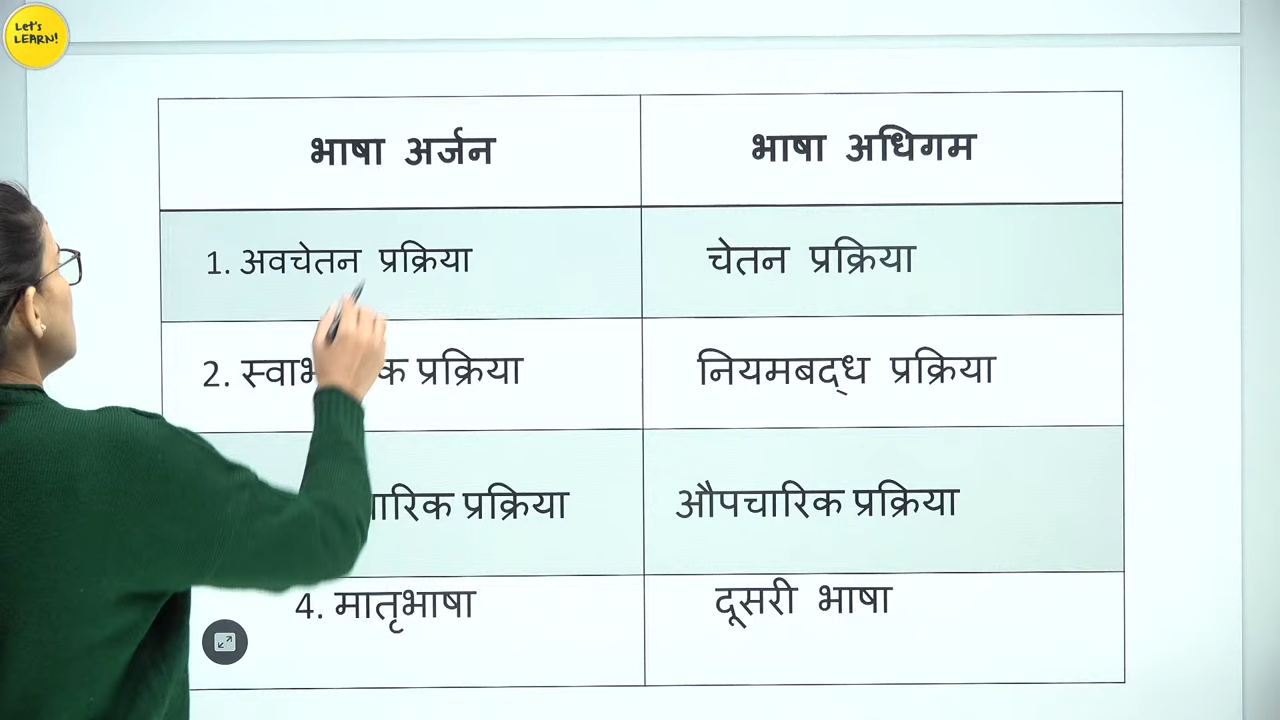 Let's
LEARN!
भाषा अर्जन
भाषा अधिगम
1. अवचेतन प्रक्रिया
चेतन प्रक्रिया
2. प्रक्रिया
नियमबद्ध प्रक्रिया
प्रक्रिया
औपचारिक प्रक्रिया
4. मातृभाषा
दूसरी भाषा